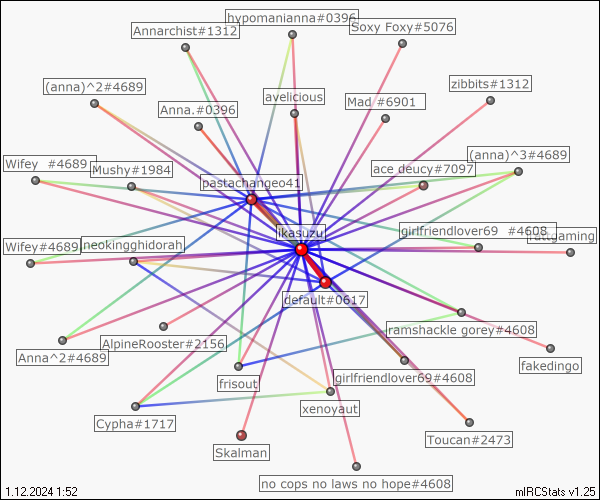 hypomanianna#0396
Annarchist#1312
Soxy Foxy#5076
(anna)^2#4689
zibbits#1312
avelicious
Mad #6901
Anna.#0396
(anna)^3#4689
Wifey #4689
Mushy#1984
ace deucy#7097
pastachangeo41
ikasuzu
girlfriendlover69 #4608
Wifey#4689
neokingghidorah
default#0617
ramshackle gorey#4608
AlpineRooster#2156
Anna^2#4689
fakedingo
frisout
girlfriendlover69#4608
xenoyaut
Cypha#1717
Toucan#2473
Skalman
no cops no laws no hope#4608
1.12.2024 1:52
mIRCStats v1.25